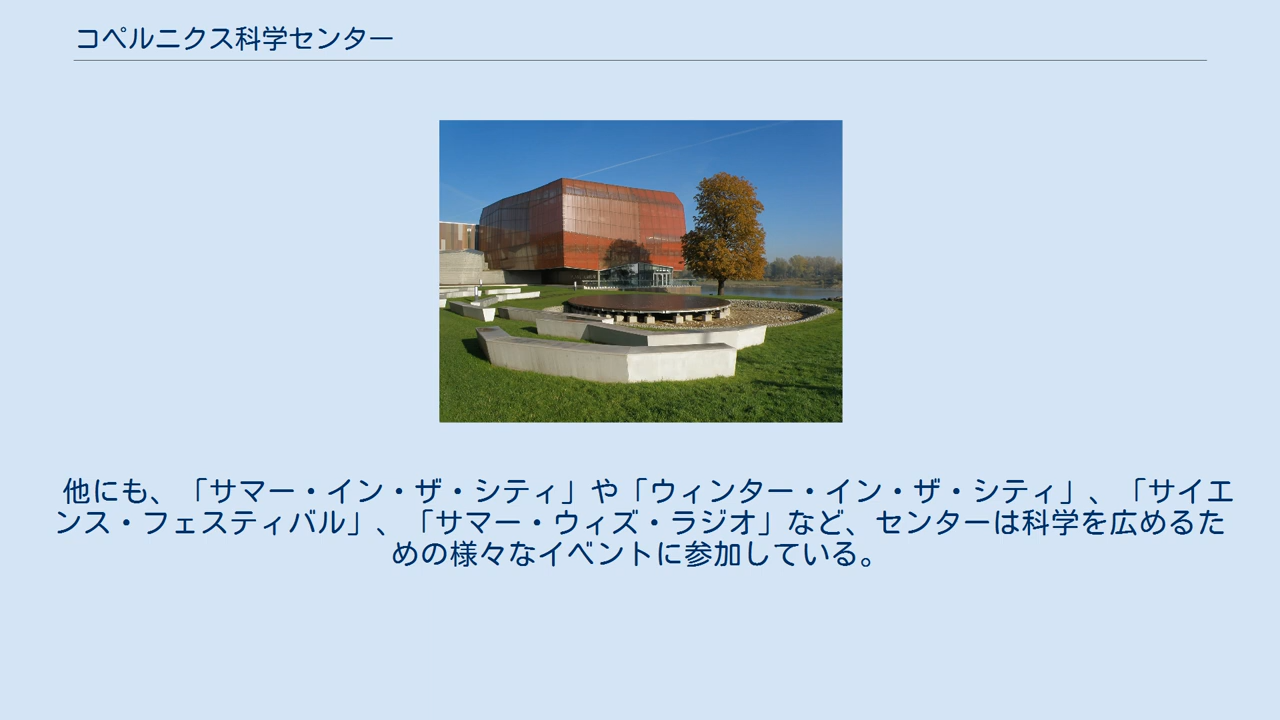 コペルニクス科学センター
他にも、「サマー・イン・ザ・シティ」や「ウィンター・イン・ザ・シティ」、「サイエ
ンス・フェスティバル」、「サマー・ウィズ・ラジオ」など、センターは科学を広めるた
めの様々なイベントに参加している。